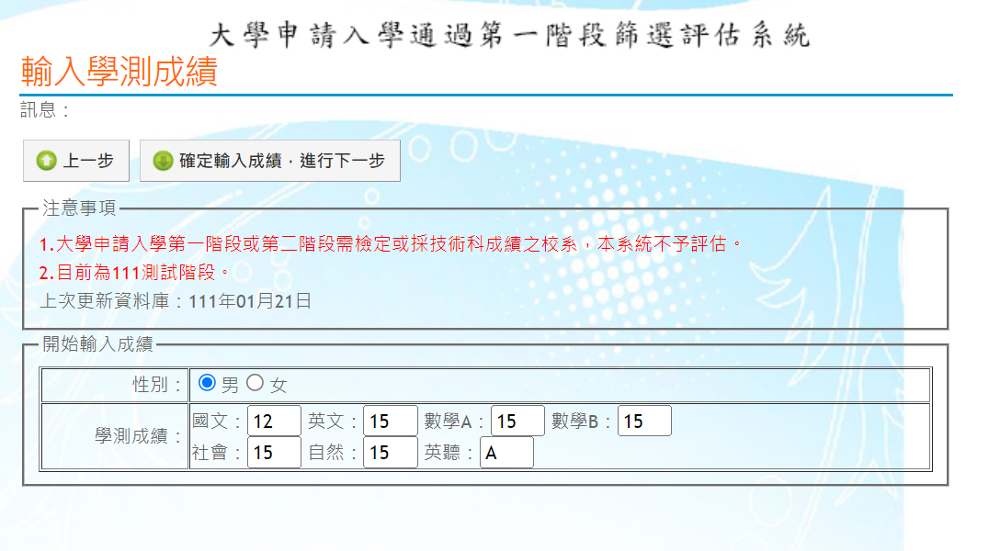 大學申請入學通過第一階段篩選評估系統
輸入學測成績
訊息：
上一步 確定輸入成績，進行下一步
注意事項
1.大學申請入學第一階段或第二階段需檢定或採技術科成績之校系，本系統不予評估。
2.目前為111測試階段。
上次更新資料庫：111年01月21日
開始輸入成績
性別： 男 女
學測成績： 國文： 12 英文： 15 數學A： 15 數學B： 15
社會： 15 自然： 15 英聽： A